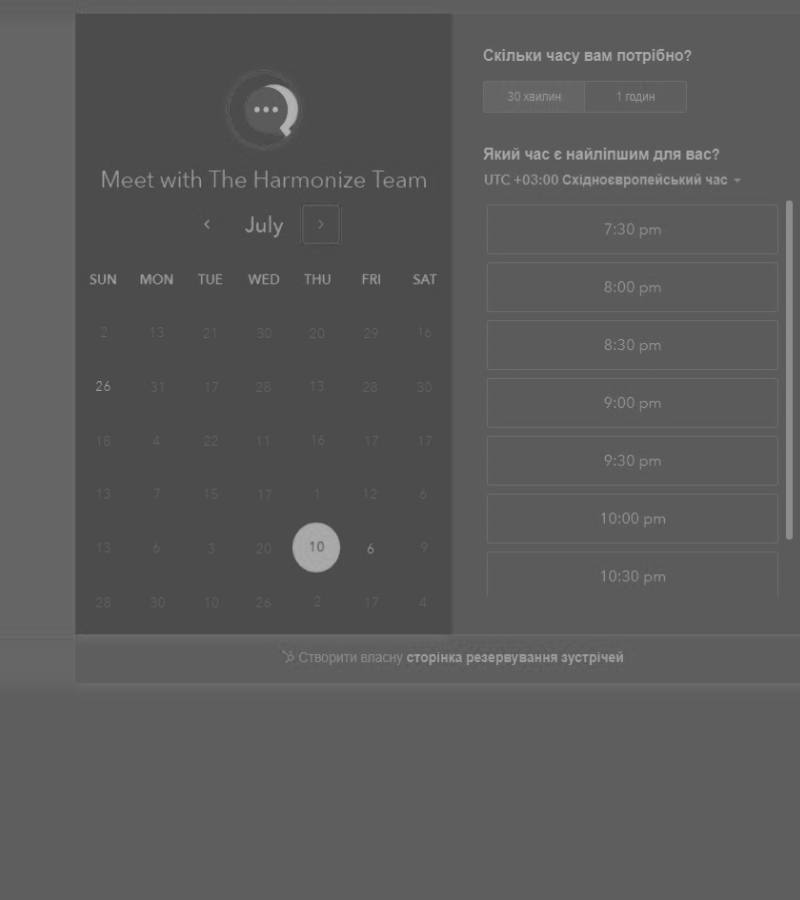 Meet with The Harmonize Team
July
SUN MON TUE WED THU FRI SAT
2 13 21 30 20 29 16
26 31 17 28 13 28 30
18 4 22 11 16 17 17
13 7 15 17 1 12 6
13 6 3 20 10 6 9
28 30 10 26 2 17 4
Скільки часу вам потрібно?
30 хвилин 1 годин
Який час є найліпшим для вас?
UTC +03:00 Східноєвропейський час
7:30 pm
8:00 pm
8:30 pm
9:00 pm
9:30 pm
10:00 pm
10:30 pm
Створити власну сторінка резервування зустрічей